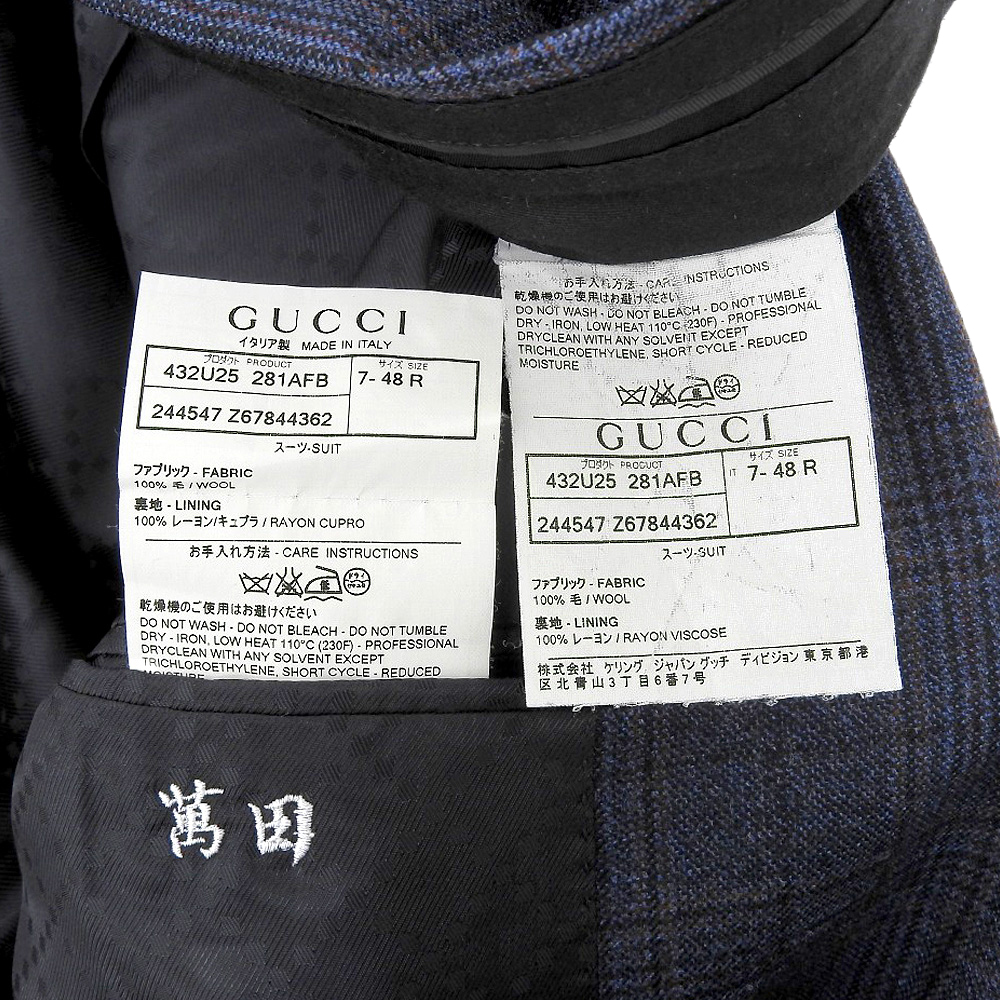 GUCCI
イタリア製 MADE IN ITALY
プロダクト PRODUCT
サイズ SIZE
432U25 281AFB
7- 48 R
244547 Z67844362
スーツ-SUIT
ファブリック - FABRIC
100% 毛 / WOOL
裏地 - LINING
100% レーヨン/キュプラ / RAYON CUPRO
お手入れ方法 - CARE INSTRUCTIONS
乾燥機のご使用はお避けください
DO NOT WASH - DO NOT BLEACH - DO NOT TUMBLE
DRY - IRON, LOW HEAT 110°C (230F) - PROFESSIONAL
DRYCLEAN WITH ANY SOLVENT EXCEPT
TRICHLOROETHYLENE, SHORT CYCLE - REDUCED
MOISTURE
お手入れ方法 - CARE INSTRUCTIONS
乾燥機のご使用はお避けください
DO NOT WASH - DO NOT BLEACH - DO NOT TUMBLE
DRY - IRON, LOW HEAT 110°C (230F) - PROFESSIONAL
DRYCLEAN WITH ANY SOLVENT EXCEPT
TRICHLOROETHYLENE, SHORT CYCLE - REDUCED
MOISTURE
GUCCI
プロダクト PRODUCT
サイズ SIZE
432U25 281AFB
IT 7- 48 R
244547 Z67844362
スーツ-SUIT
ファブリック - FABRIC
100% 毛 / WOOL
裏地 - LINING
100% レーヨン / RAYON VISCOSE
株式会社 ケリング ジャパン グッチ ディビジョン 東京都港
区北青山3丁目6番7号
萬田